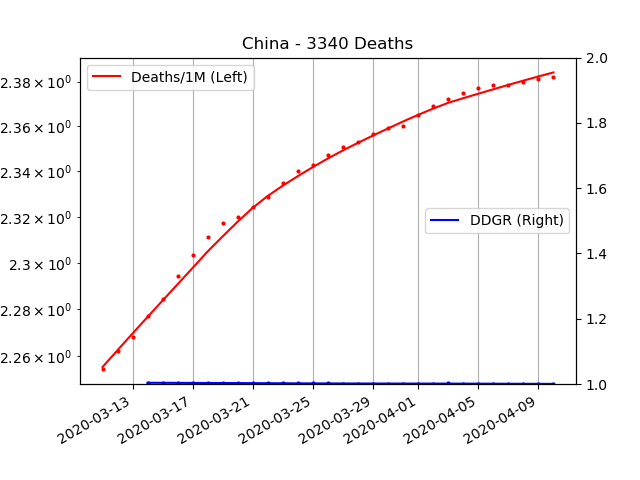 China - 3340 Deaths
Deaths/1M (Left)
DDGR (Right)
2.38 × 10⁰
2.36 × 10⁰
2.34 × 10⁰
2.32 × 10⁰
2.3 × 10⁰
2.28 × 10⁰
2.26 × 10⁰
2.0
1.8
1.6
1.4
1.2
1.0
2020-03-13
2020-03-17
2020-03-21
2020-03-25
2020-03-29
2020-04-01
2020-04-05
2020-04-09